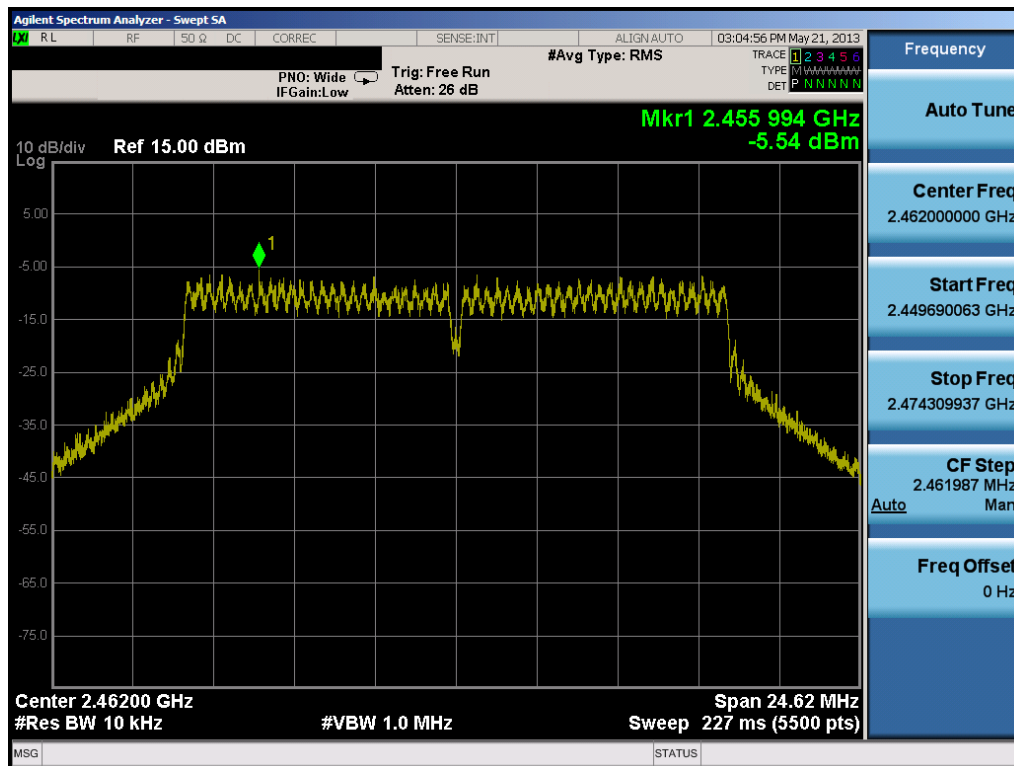 Agilent Spectrum Analyzer - Swept SA
LXI RL RF 50 Ω DC CORREC SENSE:INT ALIGN AUTO 03:04:56 PM May 21, 2013
#Avg Type: RMS
TRACE 1 2 3 4 5 6
TYPE M
DET P N N N N N
PNO: Wide
IFGain:Low
Trig: Free Run
Atten: 26 dB
Mkr1 2.455 994 GHz
-5.54 dBm
10 dB/div Ref 15.00 dBm
Log
5.00
1
-5.00
-15.0
-25.0
-35.0
-45.0
-55.0
-65.0
-75.0
Center 2.46200 GHz Span 24.62 MHz
#Res BW 10 kHz #VBW 1.0 MHz Sweep 227 ms (5500 pts)
MSG STATUS
Frequency
Auto Tune
Center Freq
2.462000000 GHz
Start Freq
2.449690063 GHz
Stop Freq
2.474309937 GHz
CF Step
2.461987 MHz
Auto Man
Freq Offset
0 Hz